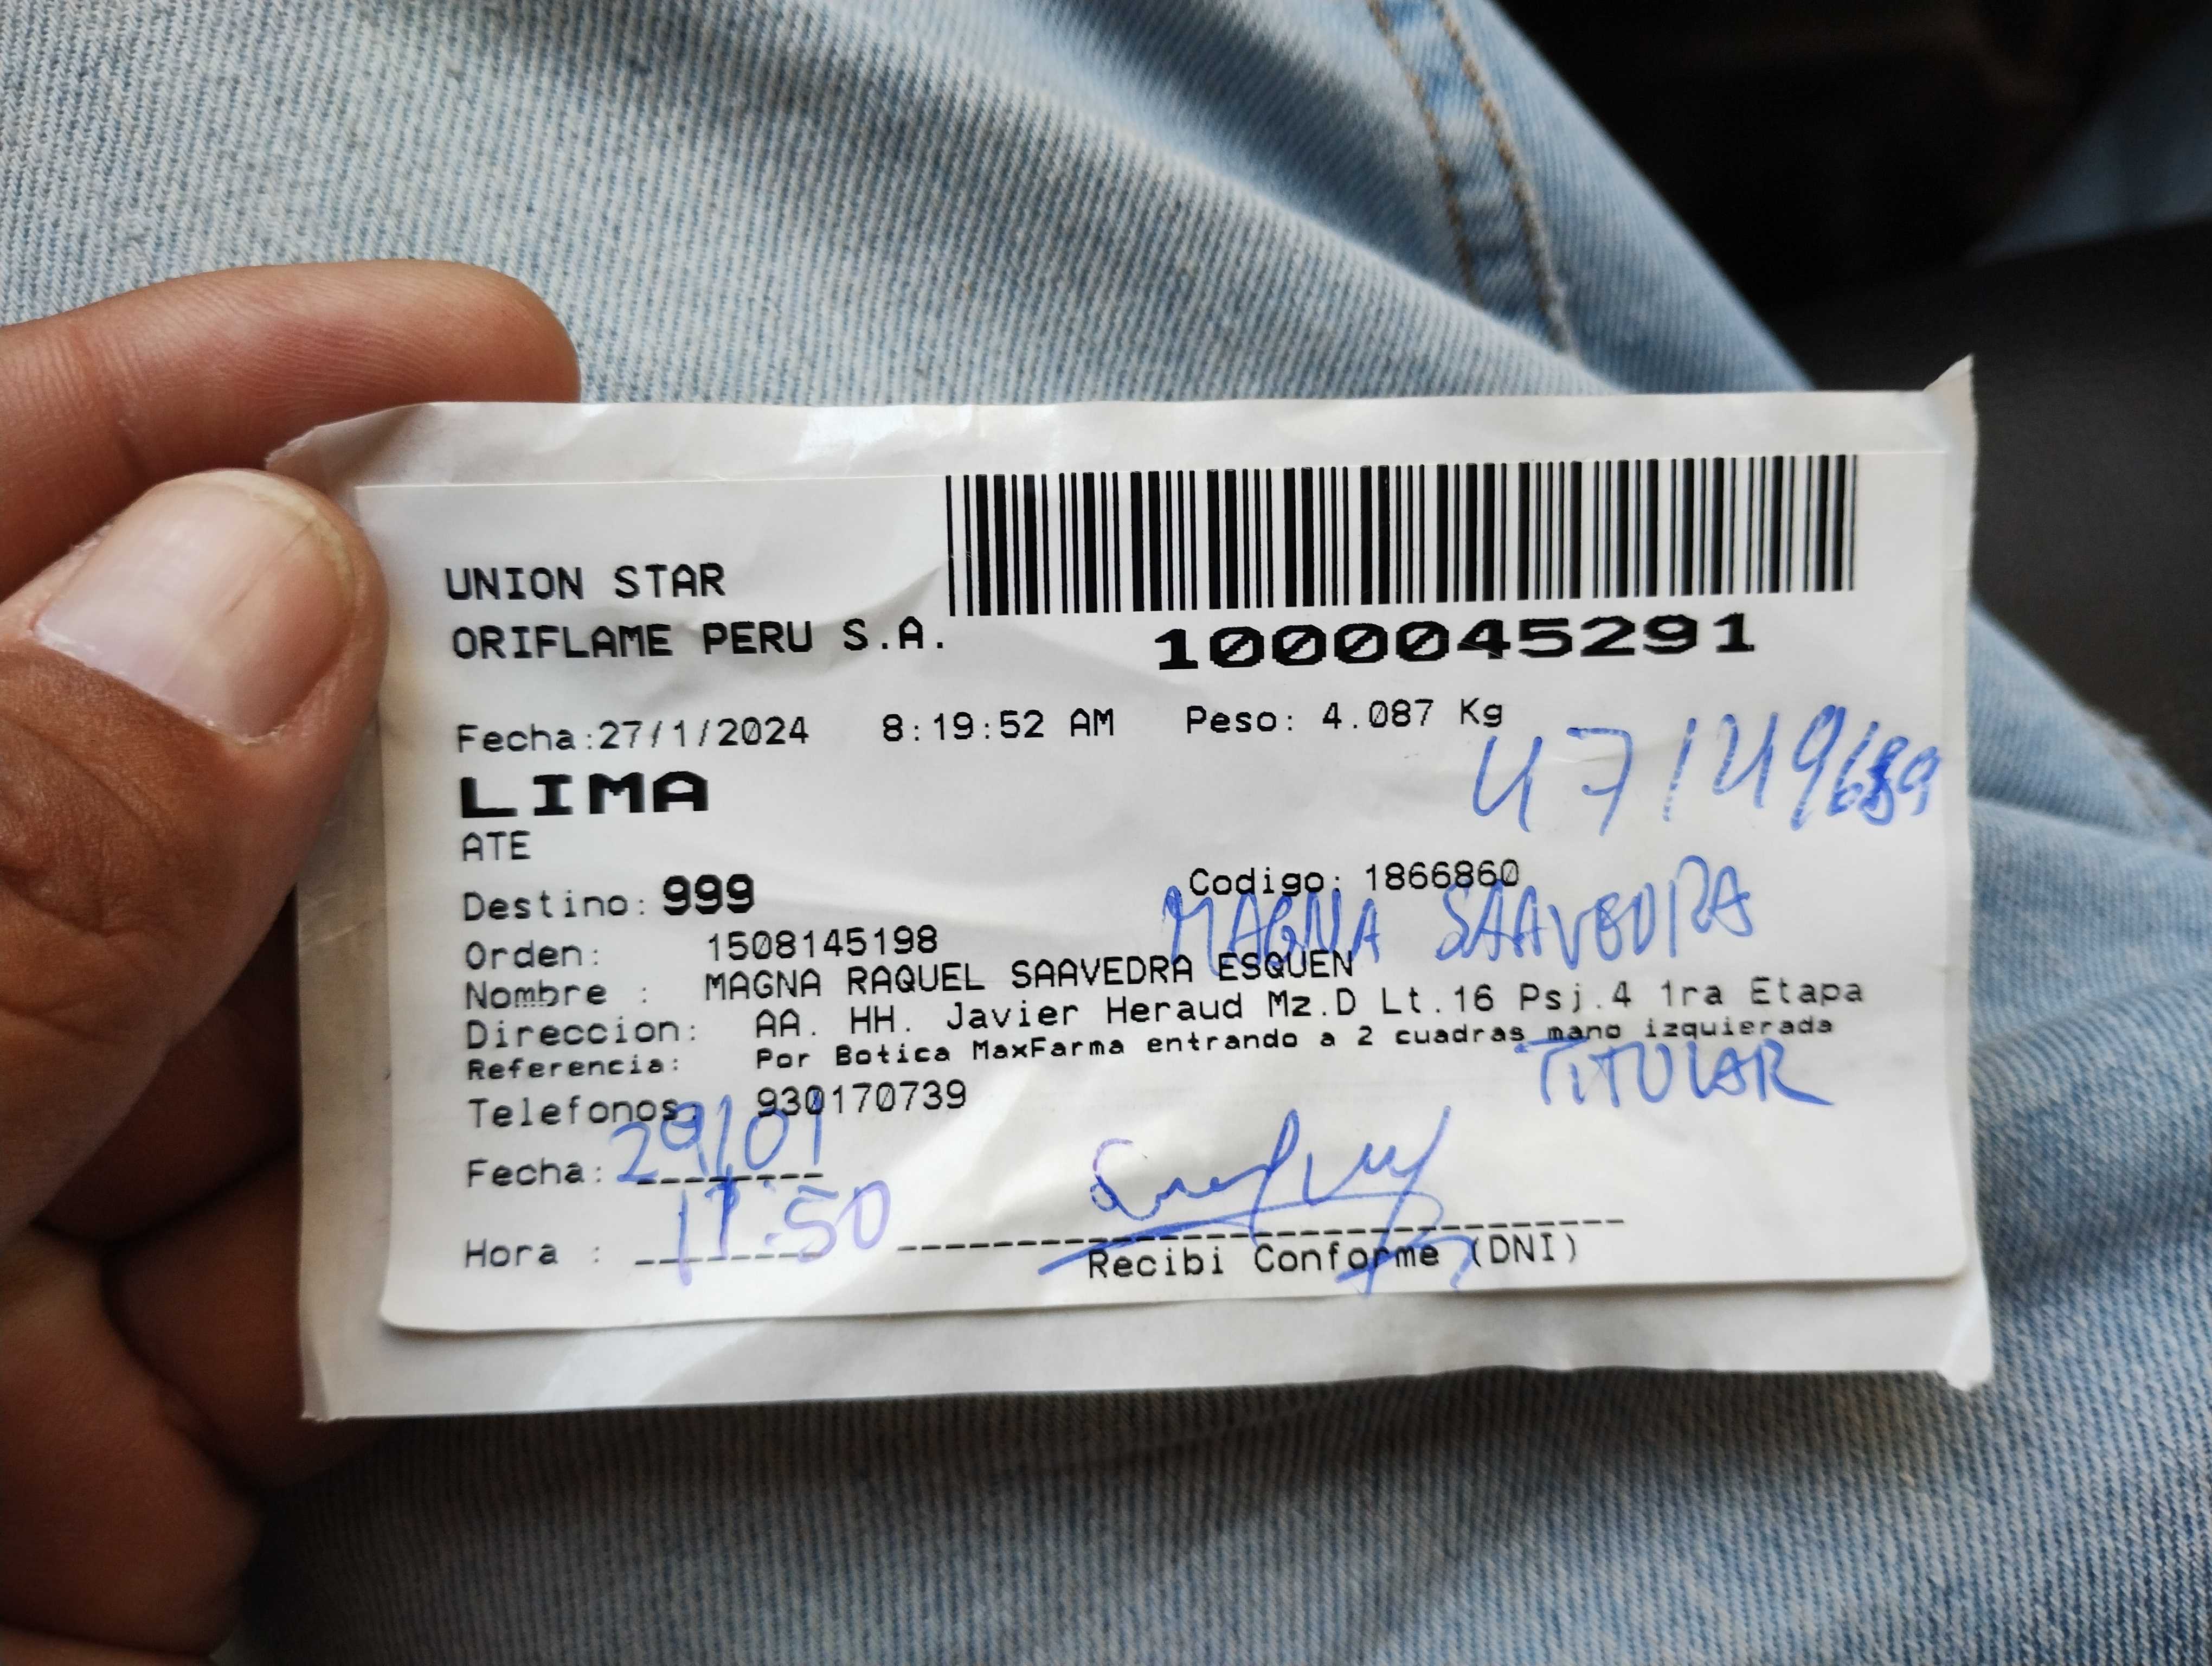 UNION STAR
ORIFLAME PERU S.A.
1000045291
Fecha:27/1/2024 8:19:52 AM Peso: 4.087 Kg
LIMA
ATE
Destino: 999 Codigo: 1866860
MAGNA SAAVEDRA
Orden: 1508145198
Nombre : MAGNA RAQUEL SAAVEDRA ESQUEN
Direccion: AA. HH. Javier Heraud Mz.D Lt.16 Psj.4 1ra Etapa
Referencia: Por Botica MaxFarma entrando a 2 cuadras mano izquierada
TITULAR
Telefonos: 930170739
Fecha: 29/01
Hora : 11:50
Recibi Conforme (DNI)